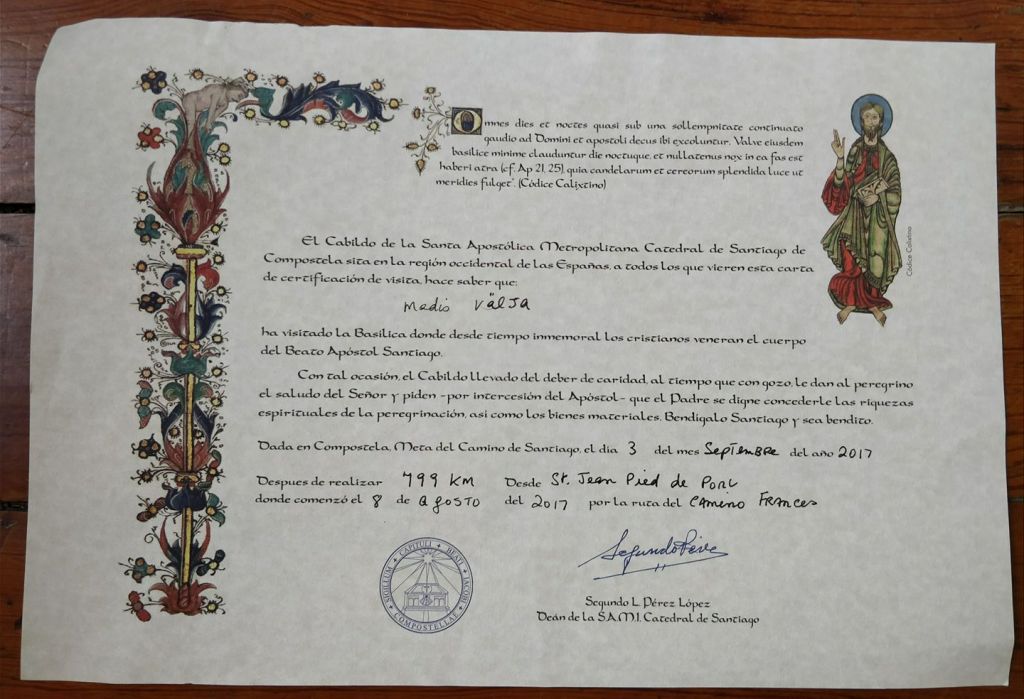 Omnes dies et noctes quasi sub una sollempnitate continuato
gaudio ad Domini et apostoli decus ibi excoluntur. Valve eiusdem
basilice minime clauduntur die noctuque, et nullatenus nox in ea fas est
haberi atra (cf. Ap 21, 25), quia candelarum et cereorum splendida luce ut
meridies fulget". (Códice Calixtino)
Códice Calixtino
El Cabildo de la Santa Apostólica Metropolitana Catedral de Santiago de
Compostela sita en la región occidental de las Españas, a todos los que vieren esta carta
de certificación de visita, hace saber que:
Madis Välja
ha visitado la Basílica donde desde tiempo inmemoral los cristianos veneran el cuerpo
del Beato Apóstol Santiago.
Con tal ocasión, el Cabildo llevado del deber de caridad, al tiempo que con gozo, le dan al peregrino
el saludo del Señor y piden -por intercesión del Apóstol- que el Padre se digne concederle las riquezas
espirituales de la peregrinación, así como los bienes materiales. Bendígalo Santiago y sea bendito.
Dada en Compostela, Meta del Camino de Santiago, el día 3 del mes Septembre del año 2017
Despues de realizar 799 KM Desde St. Jean Pied de Port
donde comenzó el 8 de Agosto del 2017 por la ruta del Camino Frances
SIGILLUM CAPITULI BEATI JACOBI COMPOSTELLAE
Segundo Pérez
Segundo L. Pérez López
Deán de la S.A.M.I. Catedral de Santiago